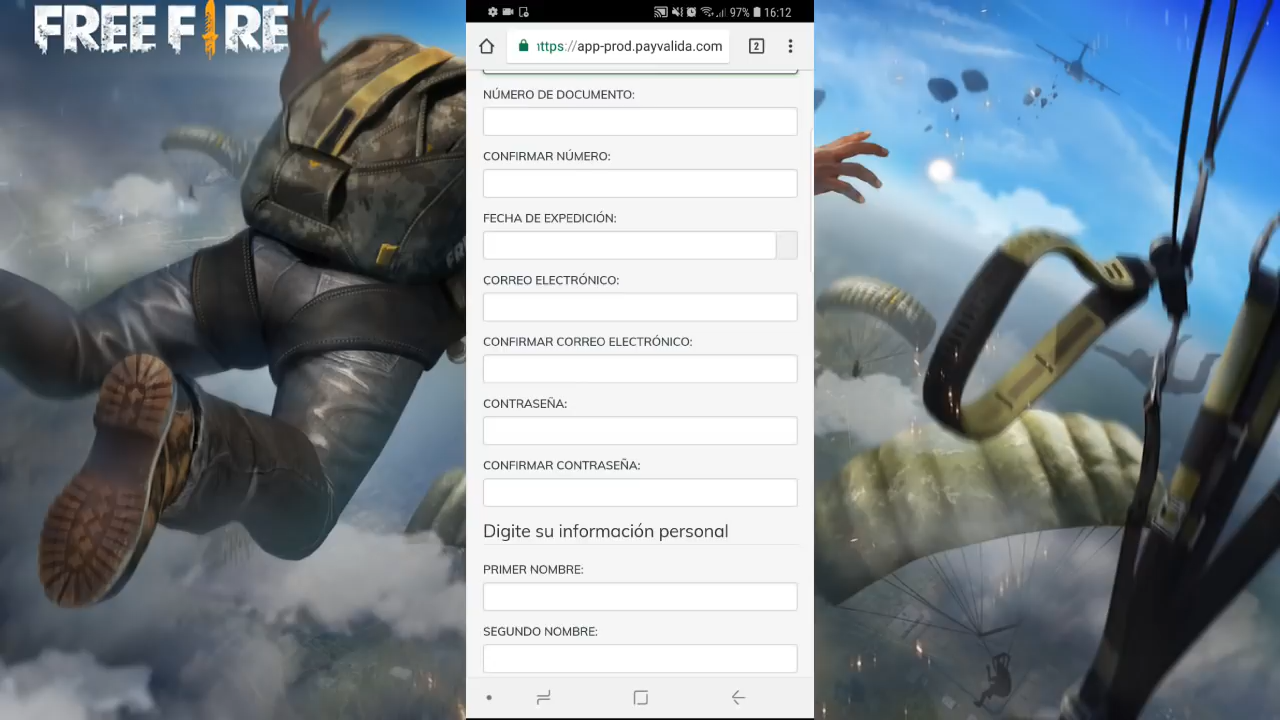 FREE FIRE
97% 16:12
ttps://app-prod.payvalida.com
2
NÚMERO DE DOCUMENTO:
CONFIRMAR NÚMERO:
FECHA DE EXPEDICIÓN:
CORREO ELECTRÓNICO:
CONFIRMAR CORREO ELECTRÓNICO:
CONTRASEÑA:
CONFIRMAR CONTRASEÑA:
Digite su información personal
PRIMER NOMBRE:
SEGUNDO NOMBRE: